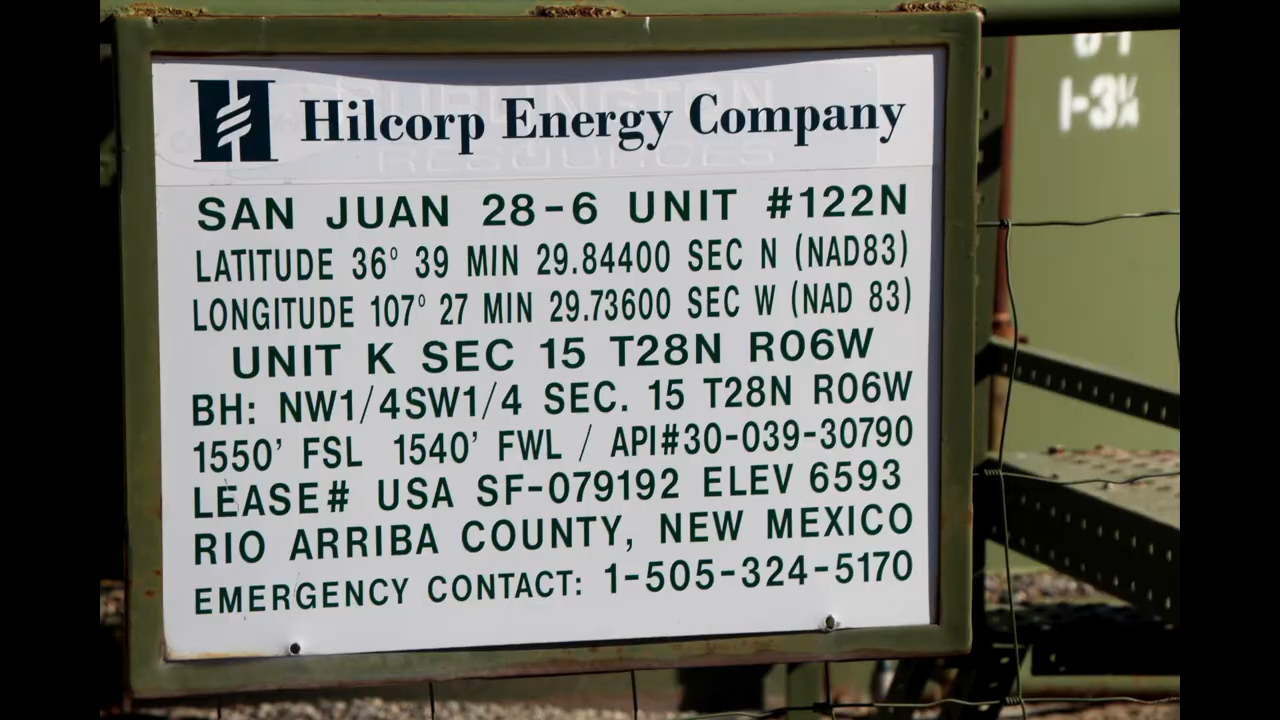 Hilcorp Energy Company
SAN JUAN 28-6 UNIT #122N
LATITUDE 36° 39 MIN 29.84400 SEC N (NAD83)
LONGITUDE 107° 27 MIN 29.73600 SEC W (NAD 83)
UNIT K SEC 15 T28N R06W
BH: NW1/4SW1/4 SEC. 15 T28N R06W
1550' FSL 1540' FWL / API#30-039-30790
LEASE# USA SF-079192 ELEV 6593
RIO ARRIBA COUNTY, NEW MEXICO
EMERGENCY CONTACT: 1-505-324-5170
1-3¼